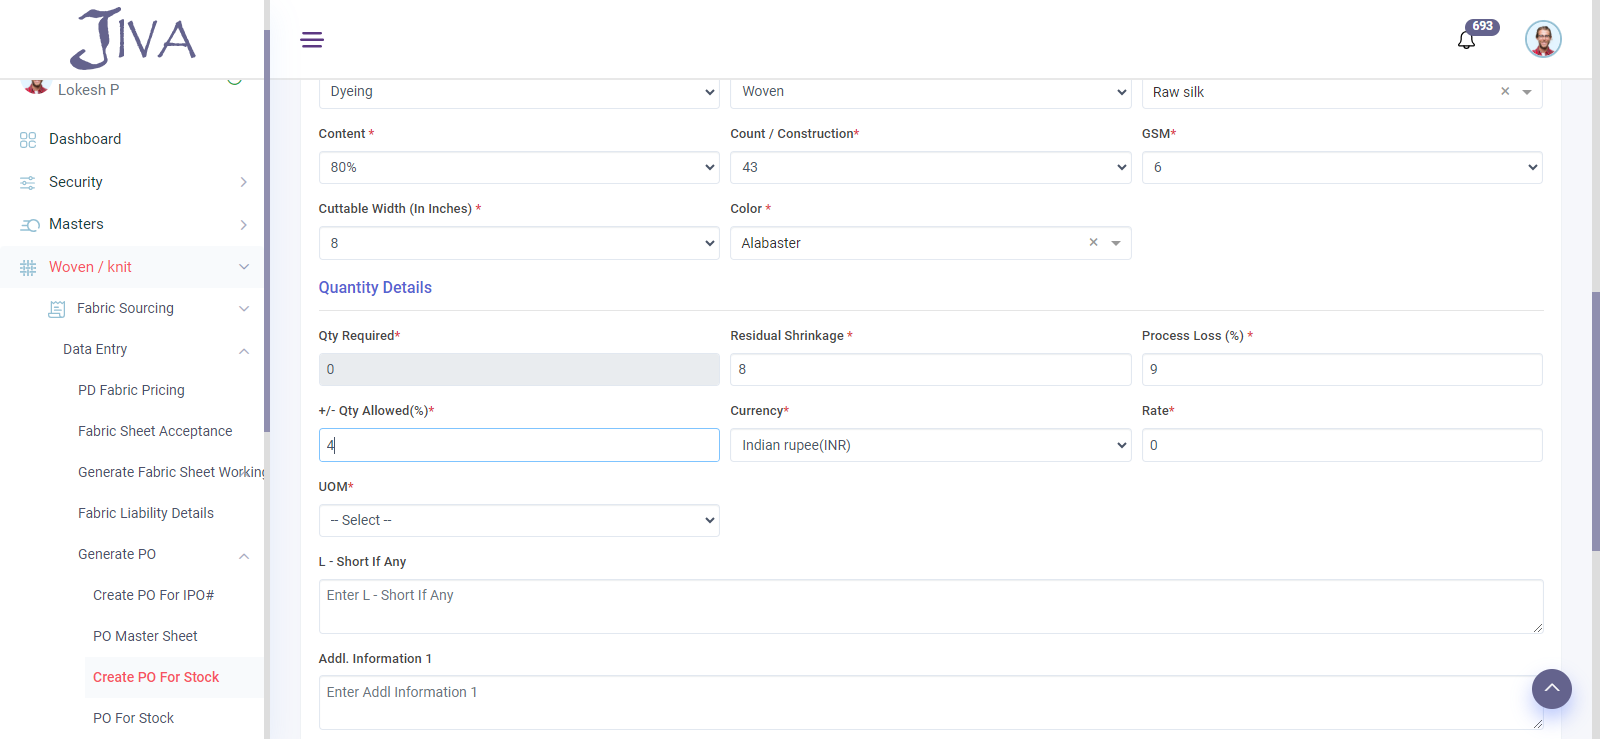 JIVA
693
Lokesh P
Dashboard
Security
Masters
Woven / knit
Fabric Sourcing
Data Entry
PD Fabric Pricing
Fabric Sheet Acceptance
Generate Fabric Sheet Working
Fabric Liability Details
Generate PO
Create PO For IPO#
PO Master Sheet
Create PO For Stock
PO For Stock
Dyeing Woven Raw silk ×
Content * Count / Construction* GSM*
80% 43 6
Cuttable Width (In Inches) * Color *
8 Alabaster ×
Quantity Details
Qty Required* Residual Shrinkage * Process Loss (%) *
0 8 9
+/- Qty Allowed(%)* Currency* Rate*
4 Indian rupee(INR) 0
UOM*
-- Select --
L - Short If Any
Enter L - Short If Any
Addl. Information 1
Enter Addl Information 1